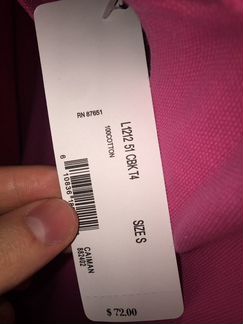 RN 87651
L1212 51 CBK T4
100COTTON
SIZE S
CAIMAN
882402
$ 72.00